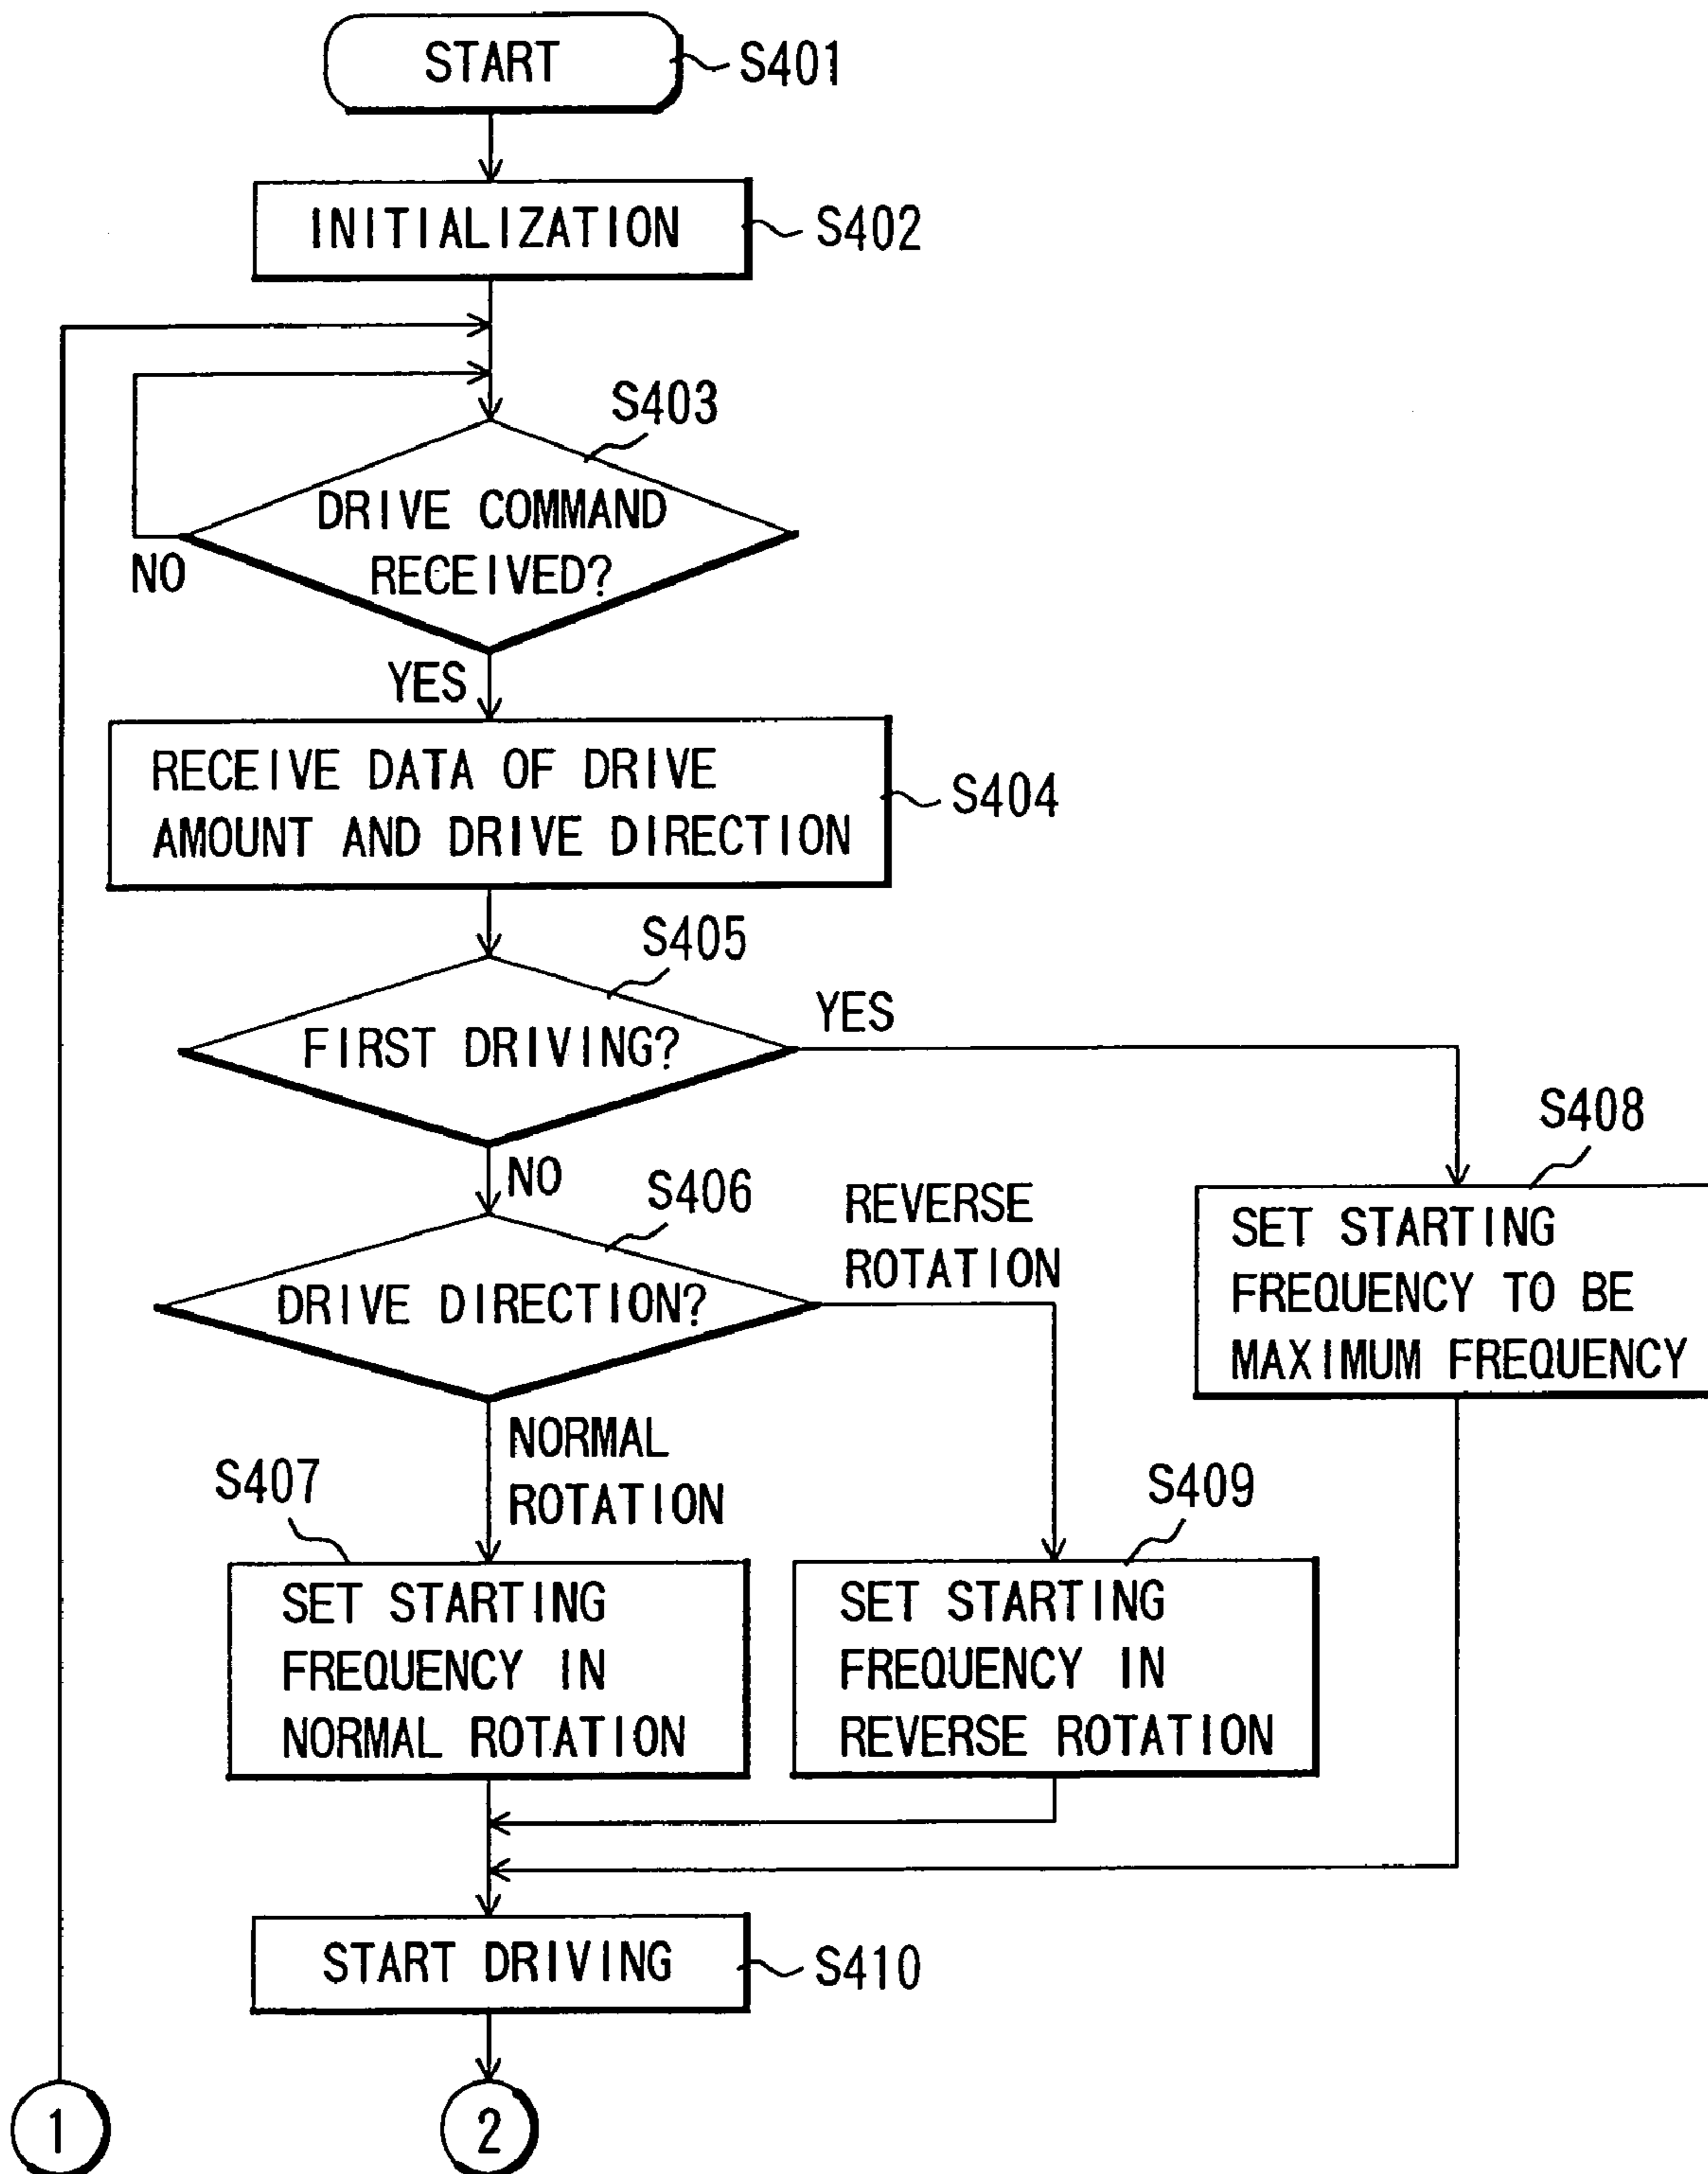 START
S401
INITIALIZATION
S402
S403
DRIVE COMMAND
RECEIVED?
NO
YES
RECEIVE DATA OF DRIVE
AMOUNT AND DRIVE DIRECTION
S404
S405
FIRST DRIVING?
YES
NO
S406
DRIVE DIRECTION?
REVERSE
ROTATION
S408
SET STARTING
FREQUENCY TO BE
MAXIMUM FREQUENCY
NORMAL
ROTATION
S407
SET STARTING
FREQUENCY IN
NORMAL ROTATION
S409
SET STARTING
FREQUENCY IN
REVERSE ROTATION
START DRIVING
S410
1
2